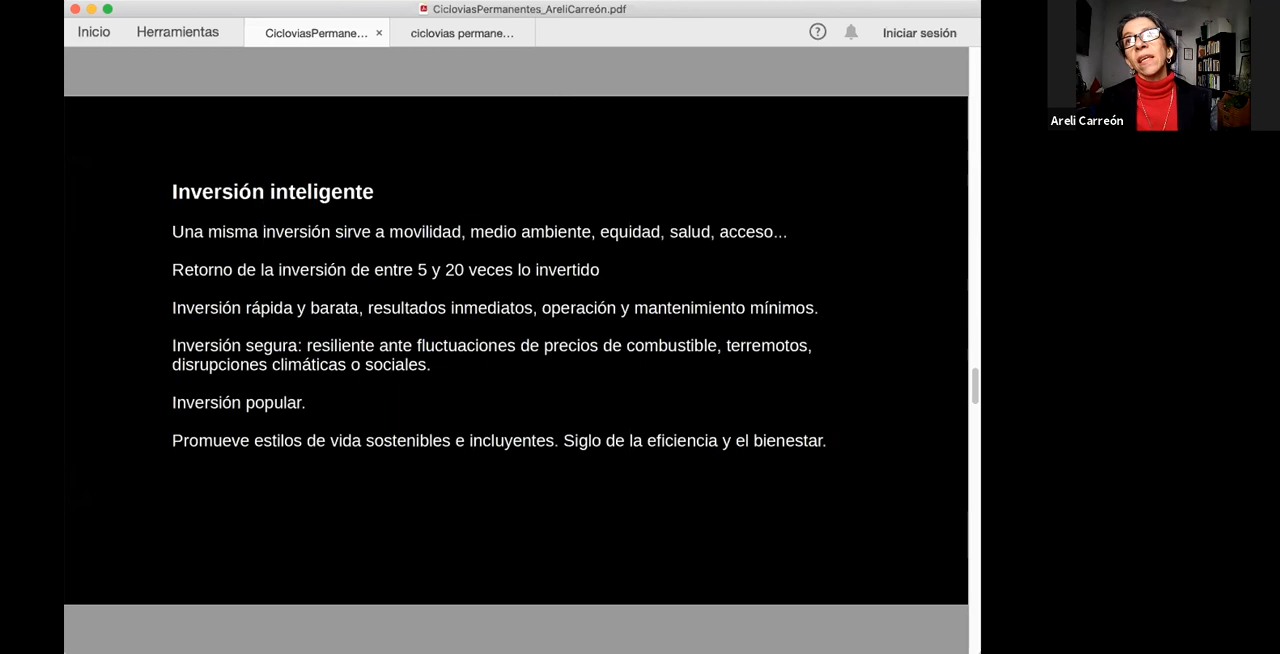 CicloviasPermanentes_AreliCarreón.pdf
Inicio
Herramientas
CicloviasPermane... ×
ciclovias permane...
?
Iniciar sesión
Areli Carreón
Inversión inteligente
Una misma inversión sirve a movilidad, medio ambiente, equidad, salud, acceso...
Retorno de la inversión de entre 5 y 20 veces lo invertido
Inversión rápida y barata, resultados inmediatos, operación y mantenimiento mínimos.
Inversión segura: resiliente ante fluctuaciones de precios de combustible, terremotos,
disrupciones climáticas o sociales.
Inversión popular.
Promueve estilos de vida sostenibles e incluyentes. Siglo de la eficiencia y el bienestar.